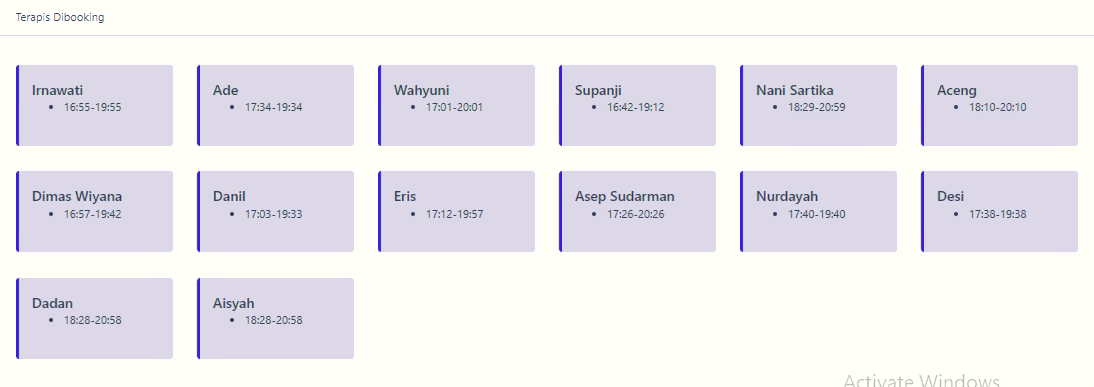 Terapis Dibooking
Irnawati
• 16:55-19:55
Ade
• 17:34-19:34
Wahyuni
• 17:01-20:01
Supanji
• 16:42-19:12
Nani Sartika
• 18:29-20:59
Aceng
• 18:10-20:10
Dimas Wiyana
• 16:57-19:42
Danil
• 17:03-19:33
Eris
• 17:12-19:57
Asep Sudarman
• 17:26-20:26
Nurdayah
• 17:40-19:40
Desi
• 17:38-19:38
Dadan
• 18:28-20:58
Aisyah
• 18:28-20:58
Activate Windows